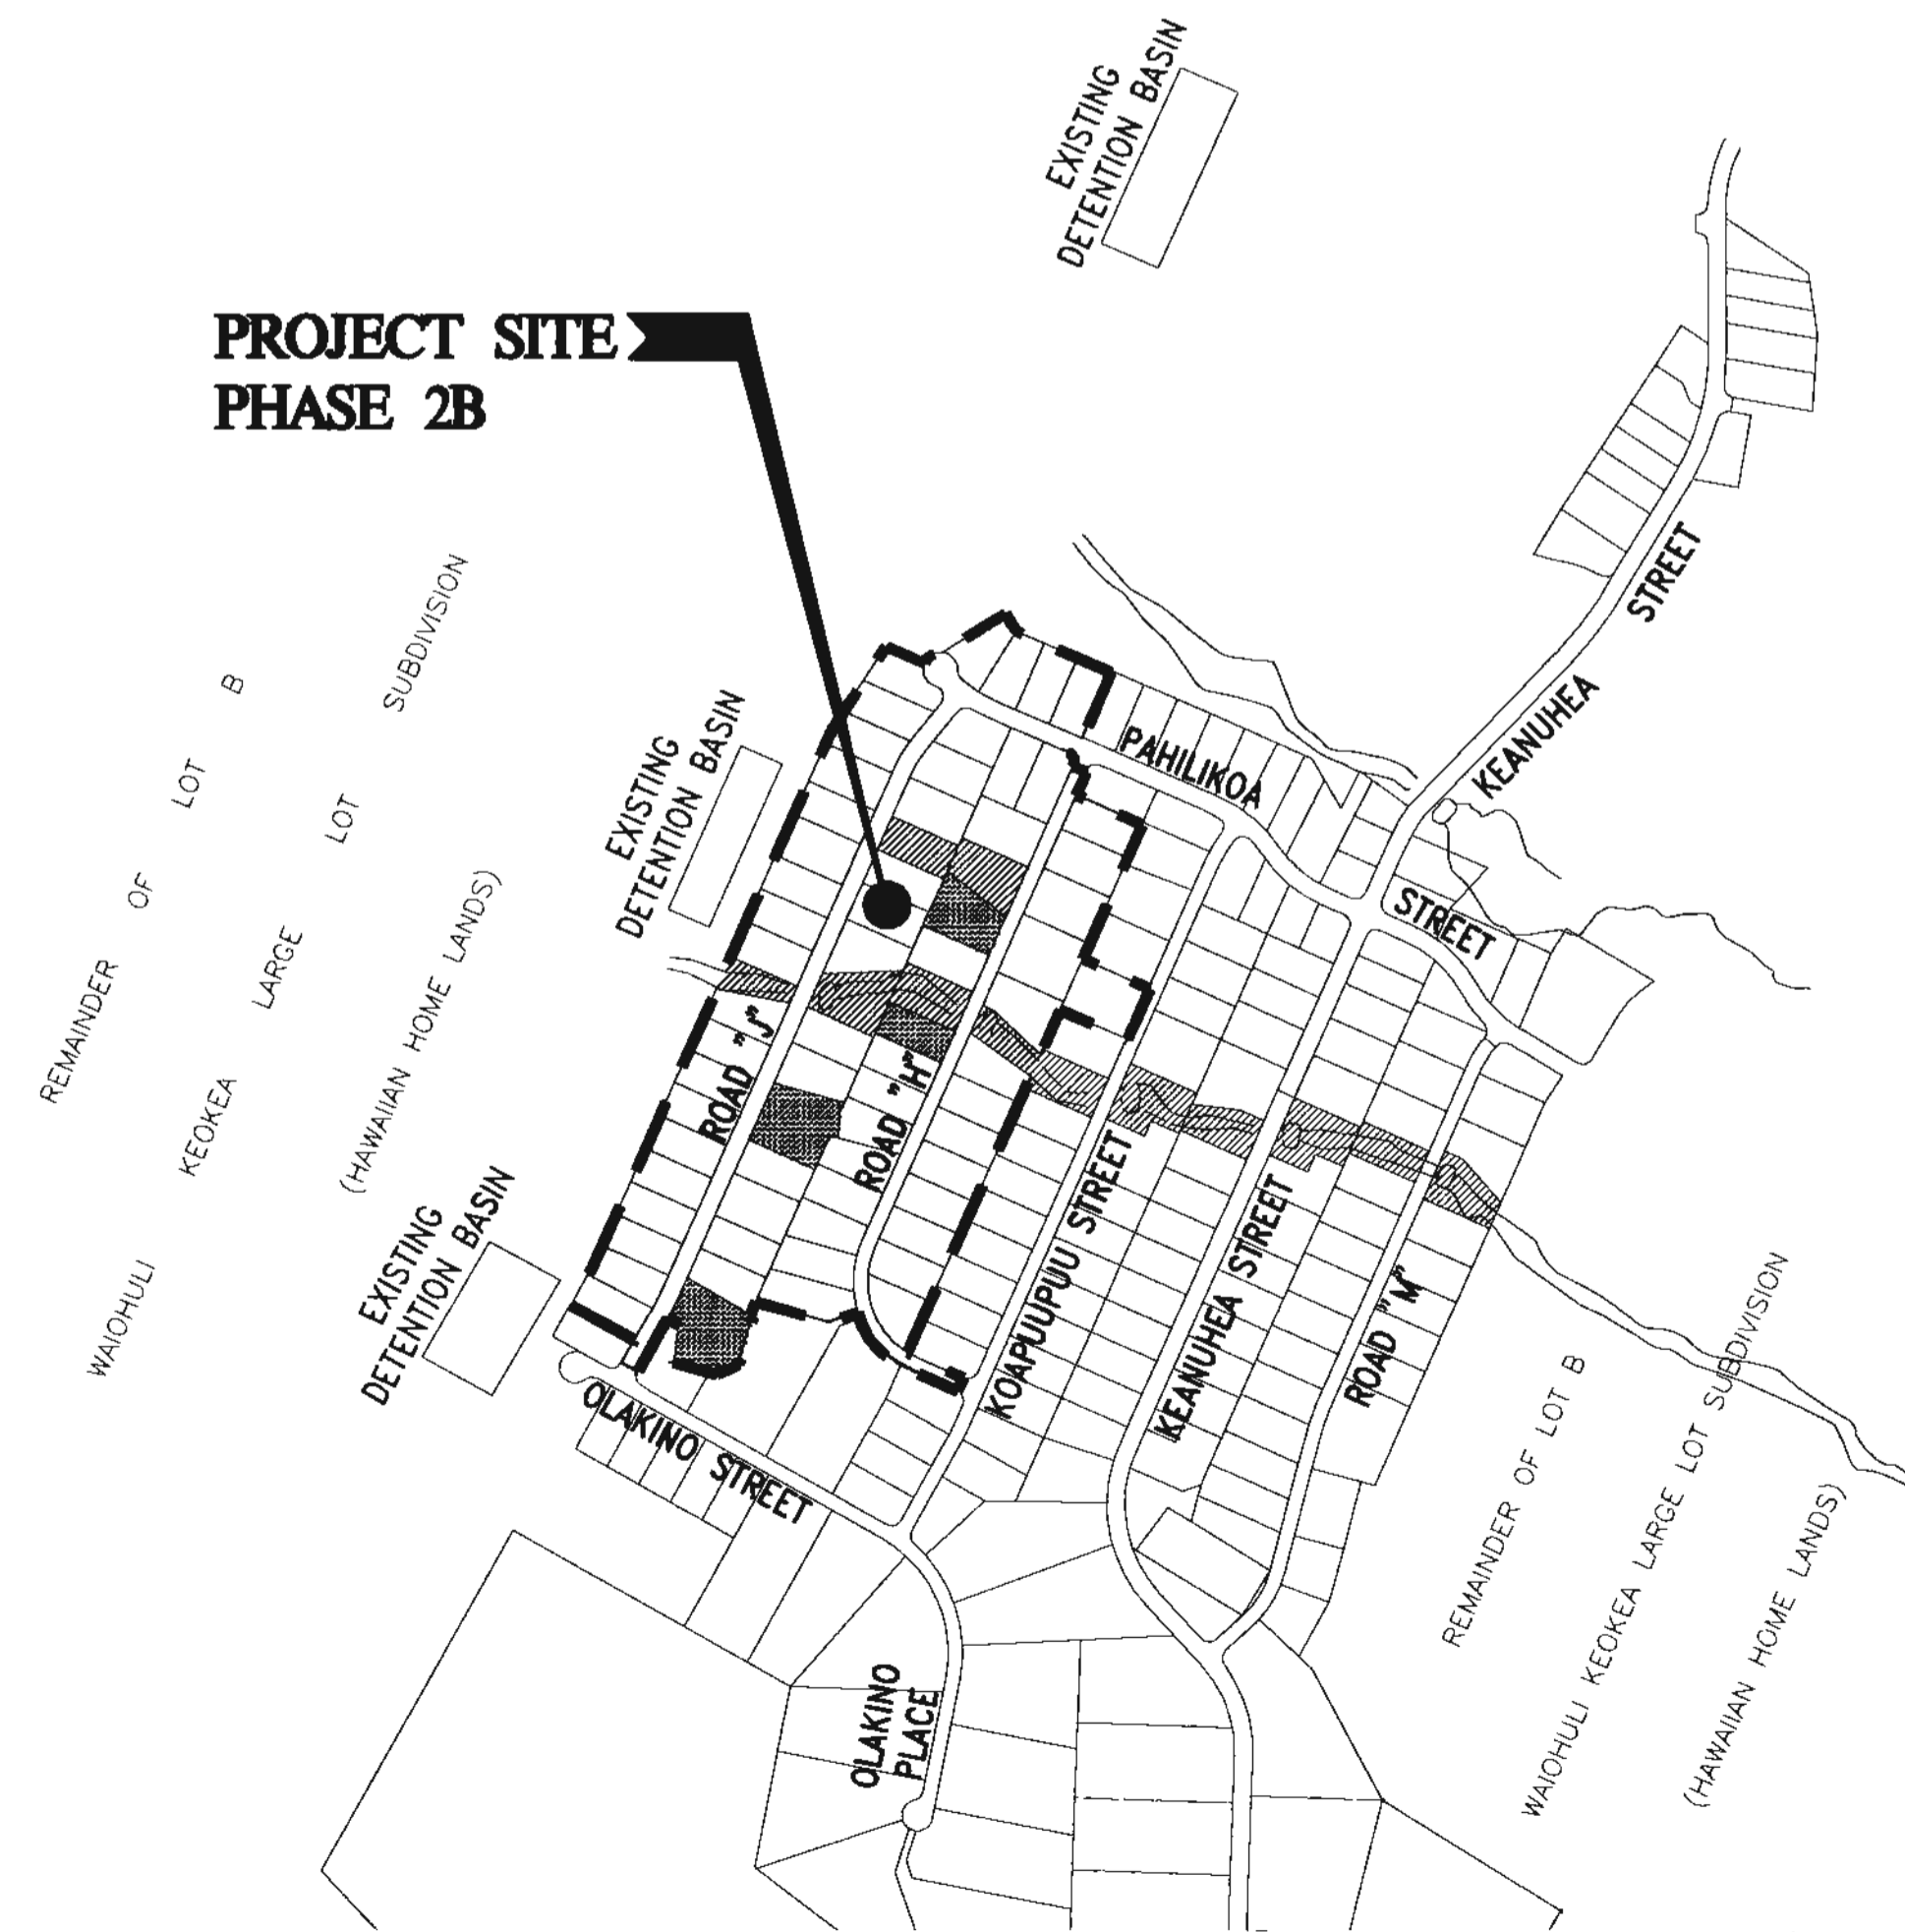 EXISTING
DETENTION BASIN
PROJECT SITE
PHASE 2B
STREET
KEANUHEA
REMAINDER OF LOT B
WAIOHULI KEOKEA LARGE LOT SUBDIVISION
(HAWAIIAN HOME LANDS)
EXISTING
DETENTION BASIN
PAHILIKOA
STREET
ROAD "J"
ROAD "H"
KOAPUUPUU STREET
KEANUHEA STREET
ROAD "M"
EXISTING
DETENTION BASIN
OLAKINO STREET
OLAKINO
PLACE
REMAINDER OF LOT B
WAIOHULI KEOKEA LARGE LOT SUBDIVISION
(HAWAIIAN HOME LANDS)